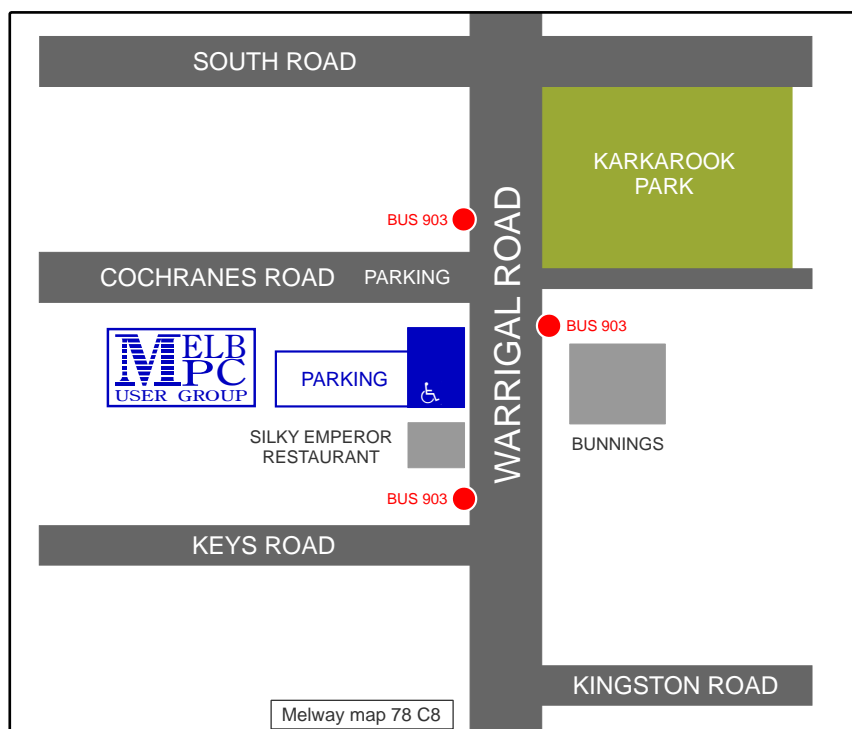 SOUTH ROAD
KARKAROOK
PARK
BUS 903
WARRIGAL ROAD
COCHRANES ROAD
PARKING
BUS 903
MELB
PC
USER GROUP
PARKING
SILKY EMPEROR
RESTAURANT
BUNNINGS
BUS 903
KEYS ROAD
KINGSTON ROAD
Melway map 78 C8